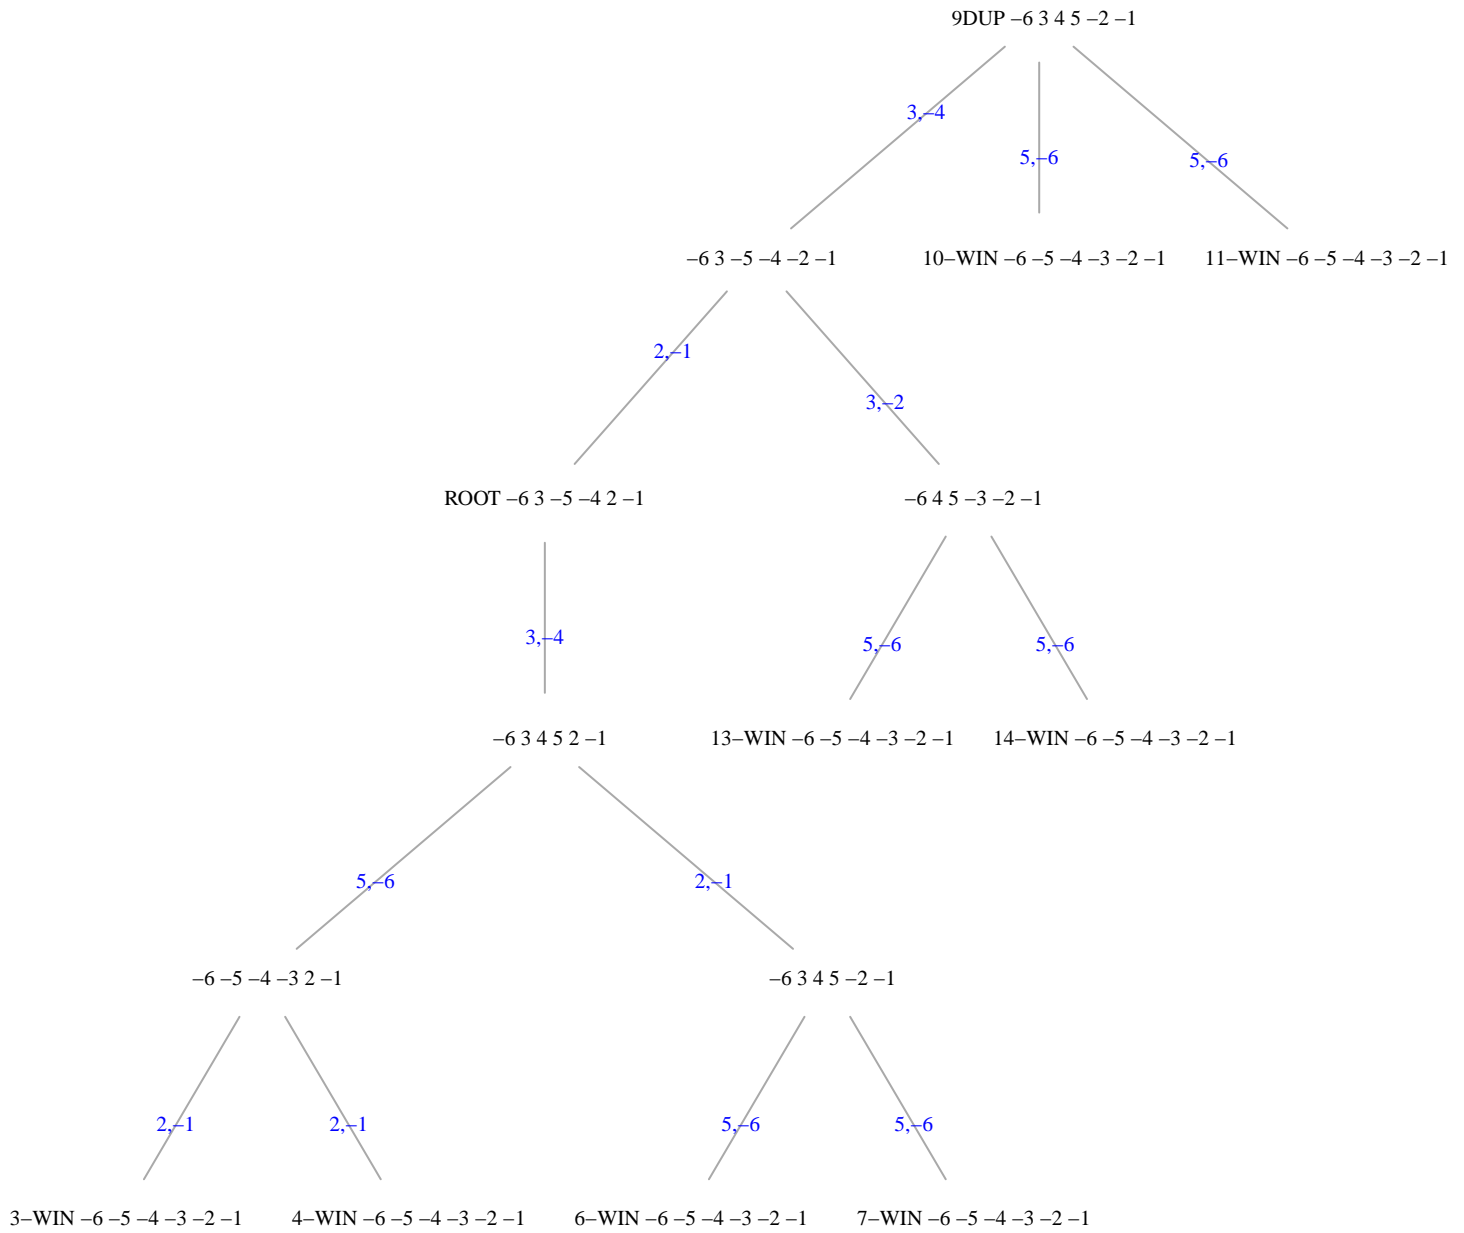 9DUP –6 3 4 5 –2 –1
3,–4
5,–6
5,–6
–6 3 –5 –4 –2 –1
10–WIN –6 –5 –4 –3 –2 –1
11–WIN –6 –5 –4 –3 –2 –1
2,–1
3,–2
ROOT –6 3 –5 –4 2 –1
–6 4 5 –3 –2 –1
3,–4
5,–6
5,–6
–6 3 4 5 2 –1
13–WIN –6 –5 –4 –3 –2 –1
14–WIN –6 –5 –4 –3 –2 –1
5,–6
2,–1
–6 –5 –4 –3 2 –1
–6 3 4 5 –2 –1
2,–1
2,–1
5,–6
5,–6
3–WIN –6 –5 –4 –3 –2 –1
4–WIN –6 –5 –4 –3 –2 –1
6–WIN –6 –5 –4 –3 –2 –1
7–WIN –6 –5 –4 –3 –2 –1